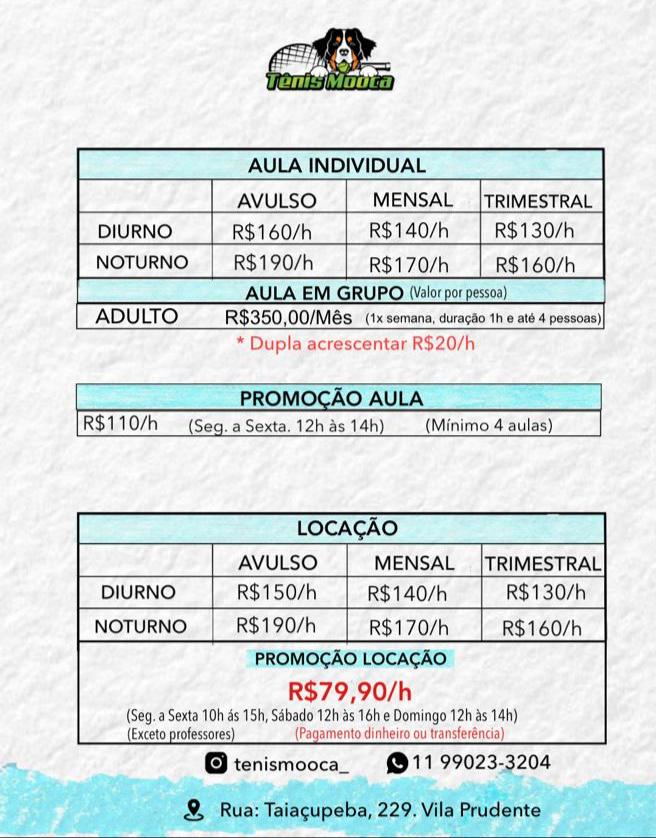 Tênis Mooca
AULA INDIVIDUAL
AVULSO MENSAL TRIMESTRAL
DIURNO R$160/h R$140/h R$130/h
NOTURNO R$190/h R$170/h R$160/h
AULA EM GRUPO (Valor por pessoa)
ADULTO R$350,00/Mês (1x semana, duração 1h e até 4 pessoas)
* Dupla acrescentar R$20/h
PROMOÇÃO AULA
R$110/h (Seg. a Sexta. 12h às 14h) (Mínimo 4 aulas)
LOCAÇÃO
AVULSO MENSAL TRIMESTRAL
DIURNO R$150/h R$140/h R$130/h
NOTURNO R$190/h R$170/h R$160/h
PROMOÇÃO LOCAÇÃO
R$79,90/h
(Seg. a Sexta 10h ás 15h, Sábado 12h às 16h e Domingo 12h às 14h)
(Exceto professores) (Pagamento dinheiro ou transferência)
tenismooca_ 11 99023-3204
Rua: Taiaçupeba, 229. Vila Prudente